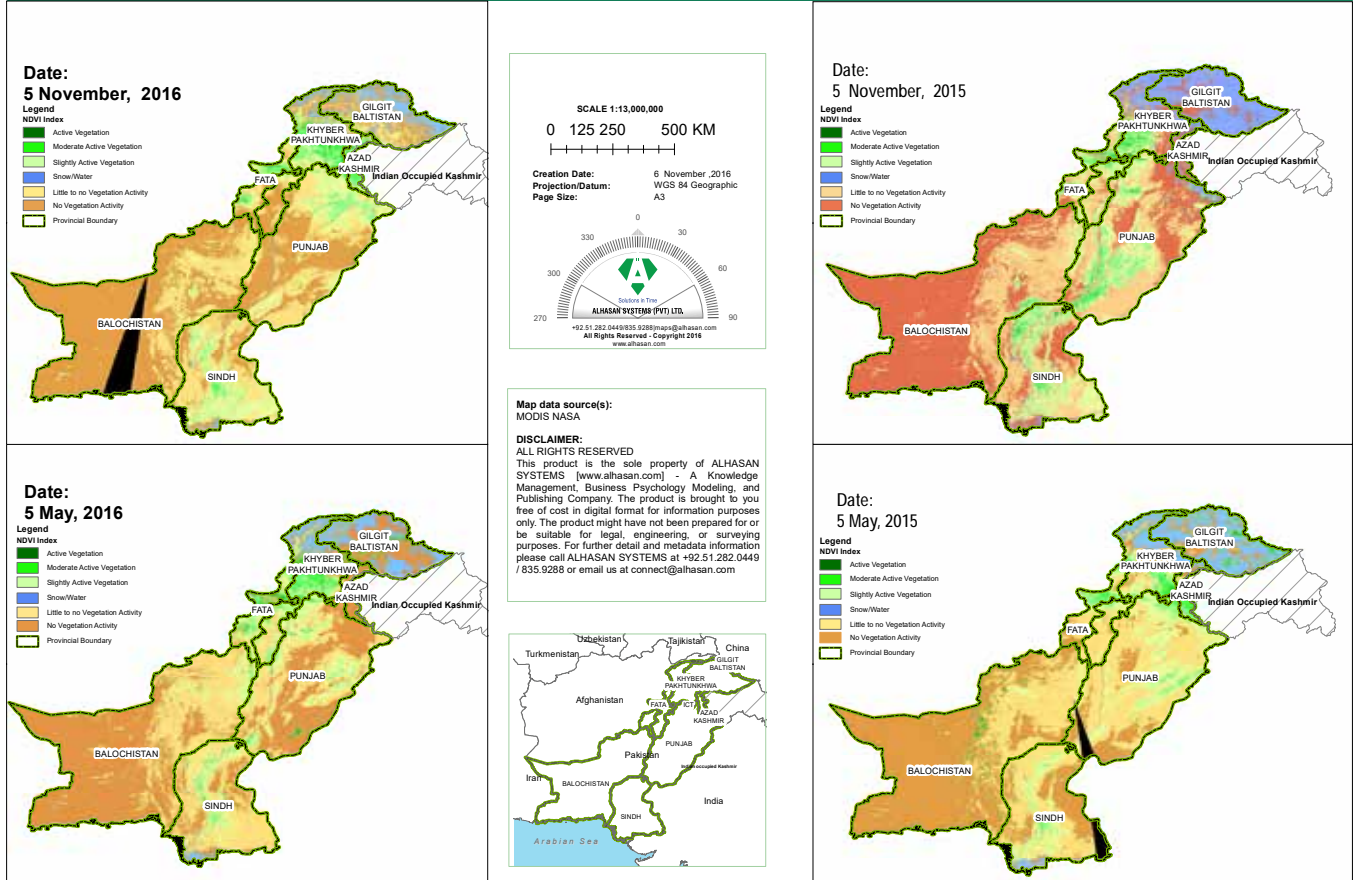 Date:
5 November, 2016
Legend
NDVI Index
Active Vegetation
Moderate Active Vegetation
Slightly Active Vegetation
Snow/Water
Little to no Vegetation Activity
No Vegetation Activity
Provincial Boundary
GILGIT
BALTISTAN
KHYBER
PAKHTUNKHWA
AZAD
KASHMIR
Indian Occupied Kashmir
FATA
PUNJAB
BALOCHISTAN
SINDH
SCALE 1:13,000,000
0 125 250 500 KM
Creation Date: 6 November ,2016
Projection/Datum: WGS 84 Geographic
Page Size: A3
0
330 30
300 60
270 90
Solutions in Time
ALHASAN SYSTEMS (PVT) LTD.
+92.51.282.0449/835.9288|maps@alhasan.com
All Rights Reserved - Copyright 2016
www.alhasan.com
Date:
5 November, 2015
Legend
NDVI Index
Active Vegetation
Moderate Active Vegetation
Slightly Active Vegetation
Snow/Water
Little to no Vegetation Activity
No Vegetation Activity
Provincial Boundary
GILGIT
BALTISTAN
KHYBER
PAKHTUNKHWA
AZAD
KASHMIR
Indian Occupied Kashmir
FATA
PUNJAB
BALOCHISTAN
SINDH
Map data source(s):
MODIS NASA
DISCLAIMER:
ALL RIGHTS RESERVED
This product is the sole property of ALHASAN
SYSTEMS [www.alhasan.com] - A Knowledge
Management, Business Psychology Modeling, and
Publishing Company. The product is brought to you
free of cost in digital format for information purposes
only. The product might have not been prepared for or
be suitable for legal, engineering, or surveying
purposes. For further detail and metadata information
please call ALHASAN SYSTEMS at +92.51.282.0449
/ 835.9288 or email us at connect@alhasan.com
Date:
5 May, 2016
Legend
NDVI Index
Active Vegetation
Moderate Active Vegetation
Slightly Active Vegetation
Snow/Water
Little to no Vegetation Activity
No Vegetation Activity
Provincial Boundary
GILGIT
BALTISTAN
KHYBER
PAKHTUNKHWA
AZAD
KASHMIR
Indian Occupied Kashmir
FATA
PUNJAB
BALOCHISTAN
SINDH
Uzbekistan
Tajikistan
Turkmenistan
China
GILGIT
BALTISTAN
KHYBER
PAKHTUNKHWA
Afghanistan
FATA
ICT
AZAD
KASHMIR
PUNJAB
Pakistan
Indian occupied Kashmir
Iran
BALOCHISTAN
India
SINDH
Arabian Sea
Date:
5 May, 2015
Legend
NDVI Index
Active Vegetation
Moderate Active Vegetation
Slightly Active Vegetation
Snow/Water
Little to no Vegetation Activity
No Vegetation Activity
Provincial Boundary
GILGIT
BALTISTAN
KHYBER
PAKHTUNKHWA
AZAD
KASHMIR
Indian Occupied Kashmir
FATA
PUNJAB
BALOCHISTAN
SINDH